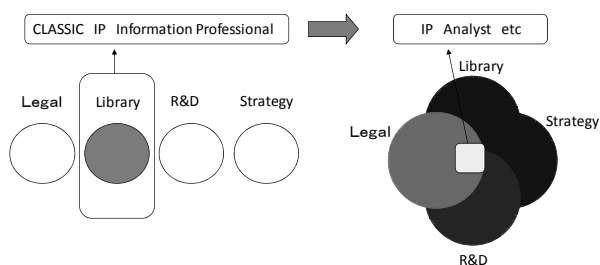 CLASSIC IP Information Professional
IP Analyst etc
Legal
Library
R&D
Strategy
Library
Strategy
Legal
R&D